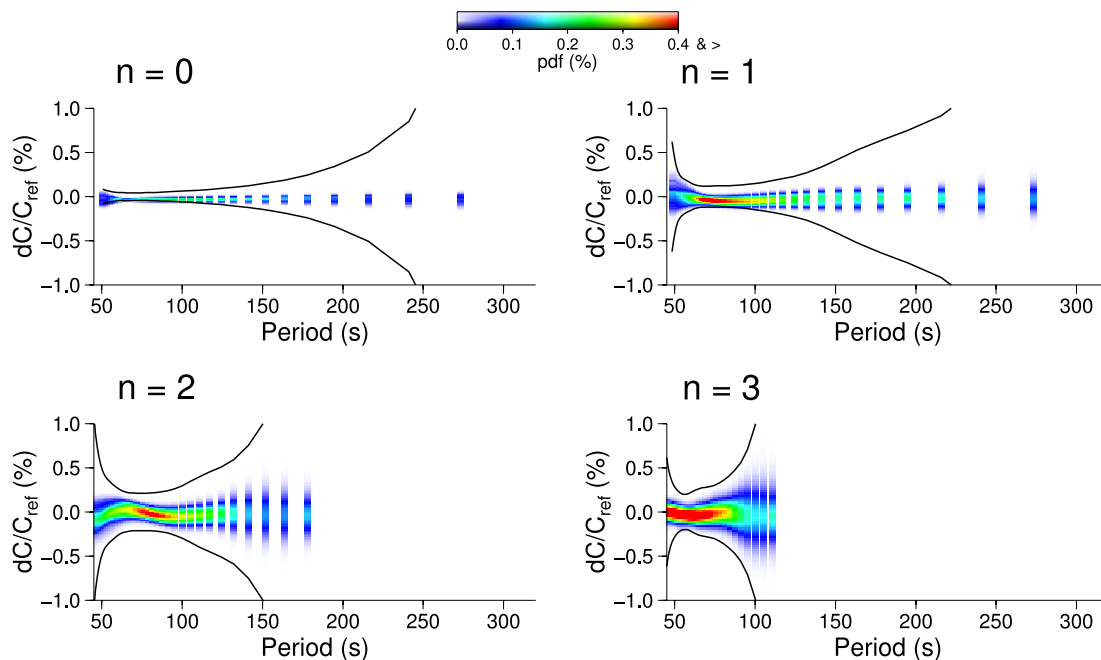 0.0 0.1 0.2 0.3 0.4 & >
pdf (%)
n = 0
1.0
0.5
0.0
−0.5
−1.0
dC/Cref (%)
50 100 150 200 250 300
Period (s)
n = 1
1.0
0.5
0.0
−0.5
−1.0
dC/Cref (%)
50 100 150 200 250 300
Period (s)
n = 2
1.0
0.5
0.0
−0.5
−1.0
dC/Cref (%)
50 100 150 200 250 300
Period (s)
n = 3
1.0
0.5
0.0
−0.5
−1.0
dC/Cref (%)
50 100 150 200 250 300
Period (s)